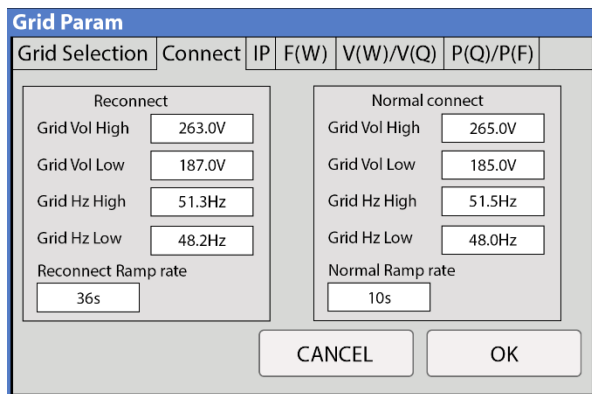 Grid Param
Grid Selection Connect IP F(W) V(W)/V(Q) P(Q)/P(F)
Reconnect
Grid Vol High 263.0V
Grid Vol Low 187.0V
Grid Hz High 51.3Hz
Grid Hz Low 48.2Hz
Reconnect Ramp rate
36s
Normal connect
Grid Vol High 265.0V
Grid Vol Low 185.0V
Grid Hz High 51.5Hz
Grid Hz Low 48.0Hz
Normal Ramp rate
10s
CANCEL OK